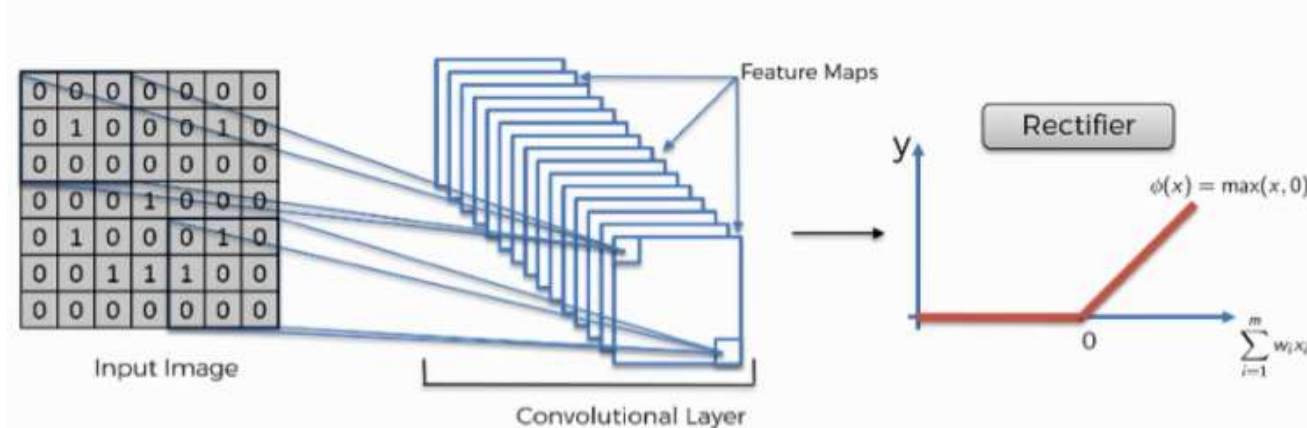 0 0 0 0 0 0 0
0 1 0 0 0 1 0
0 0 0 0 0 0 0
0 0 0 1 0 0 0
0 1 0 0 0 1 0
0 0 1 1 1 0 0
0 0 0 0 0 0 0
Input Image
Feature Maps
Convolutional Layer
Rectifier
y
ϕ(x) = max(x, 0)
0
m
∑ wᵢxᵢ
i=1